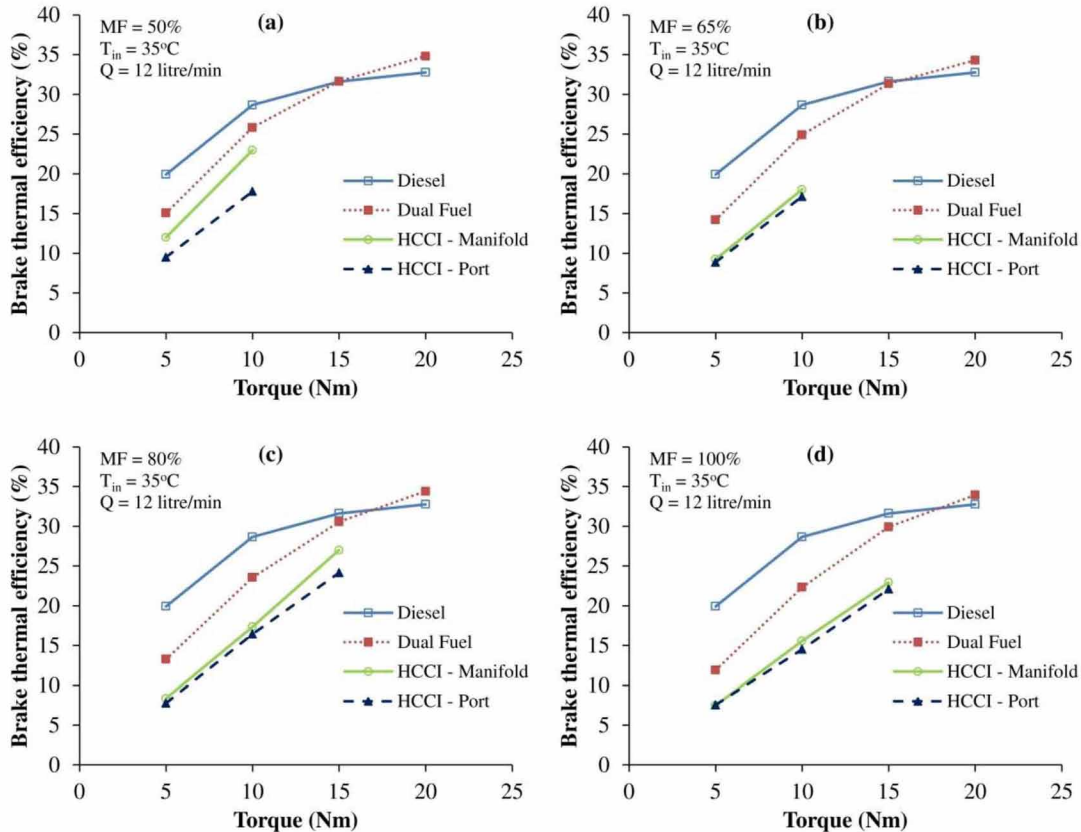 MF = 50%
T_in = 35°C
Q = 12 litre/min
(a)
Brake thermal efficiency (%)
40
35
30
25
20
15
10
5
0
Diesel
Dual Fuel
HCCI - Manifold
HCCI - Port
0 5 10 15 20 25
Torque (Nm)
MF = 65%
T_in = 35°C
Q = 12 litre/min
(b)
Brake thermal efficiency (%)
40
35
30
25
20
15
10
5
0
Diesel
Dual Fuel
HCCI - Manifold
HCCI - Port
0 5 10 15 20 25
Torque (Nm)
MF = 80%
T_in = 35°C
Q = 12 litre/min
(c)
Brake thermal efficiency (%)
40
35
30
25
20
15
10
5
0
Diesel
Dual Fuel
HCCI - Manifold
HCCI - Port
0 5 10 15 20 25
Torque (Nm)
MF = 100%
T_in = 35°C
Q = 12 litre/min
(d)
Brake thermal efficiency (%)
40
35
30
25
20
15
10
5
0
Diesel
Dual Fuel
HCCI - Manifold
HCCI - Port
0 5 10 15 20 25
Torque (Nm)